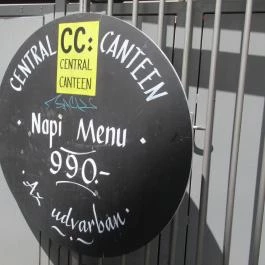 CENTRAL CANTEEN
CC:
CENTRAL
CANTEEN
· Napi Menu ·
990.-
· Az
udvarban ·